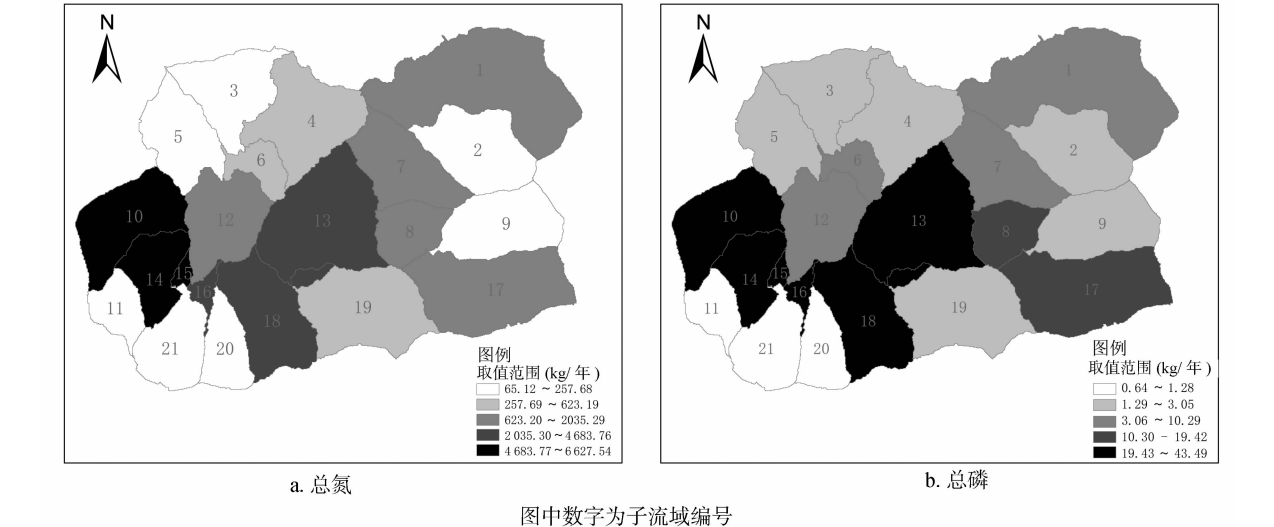 N
1
3
4
5
2
6
7
10
12
13
9
8
14
15
16
17
11
18
19
21
20
图例
取值范围 (kg/ 年 )
65.12 ~ 257.68
257.69 ~ 623.19
623.20 ~ 2035.29
2 035.30 ~ 4 683.76
4 683.77 ~ 6 627.54
a. 总氮
N
1
3
4
5
2
6
7
10
12
13
9
8
14
15
16
17
11
18
19
21
20
图例
取值范围 (kg/ 年 )
0.64 ~ 1.28
1.29 ~ 3.05
3.06 ~ 10.29
10.30 - 19.42
19.43 ~ 43.49
b. 总磷
图中数字为子流域编号